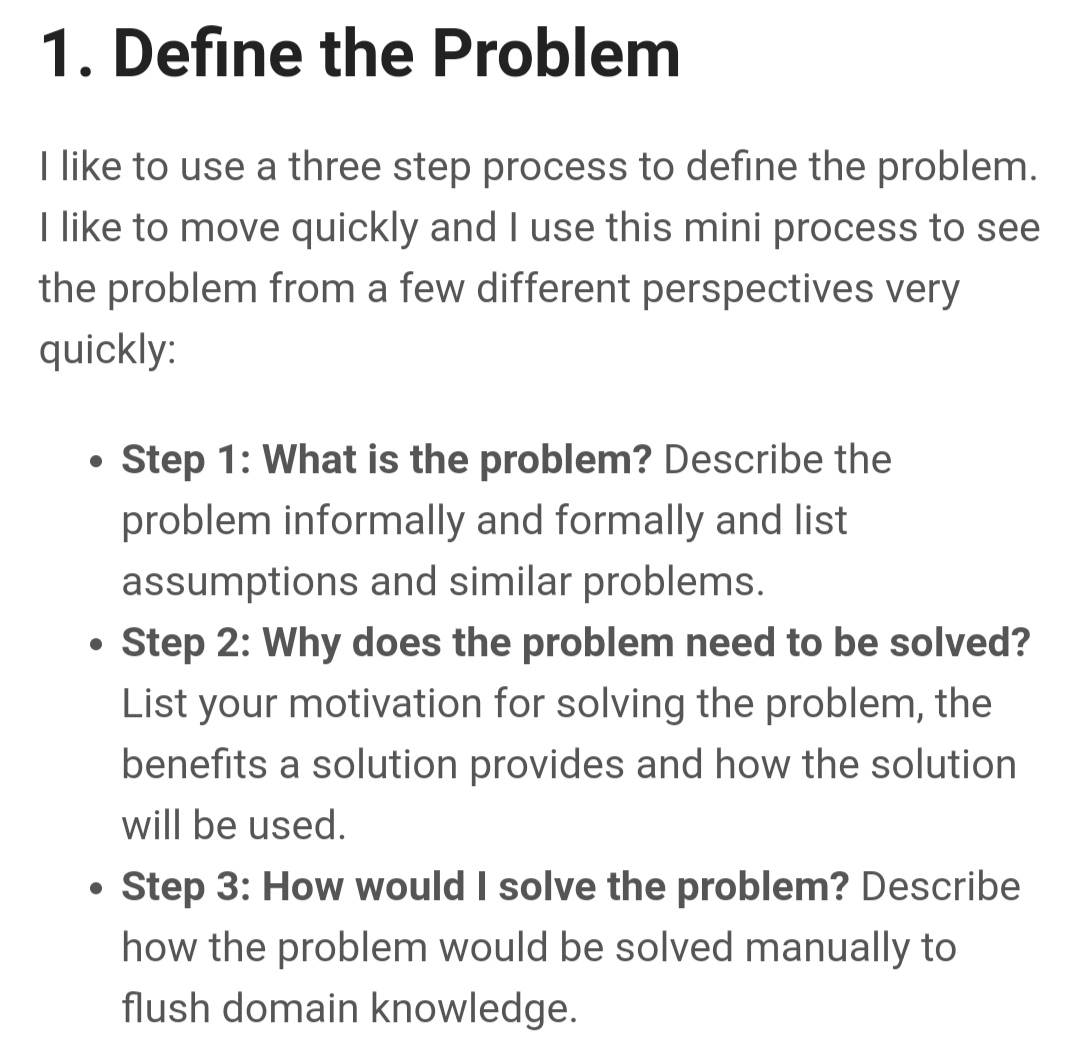 1. Define the Problem
I like to use a three step process to define the problem.
I like to move quickly and I use this mini process to see
the problem from a few different perspectives very
quickly:
• Step 1: What is the problem? Describe the
problem informally and formally and list
assumptions and similar problems.
• Step 2: Why does the problem need to be solved?
List your motivation for solving the problem, the
benefits a solution provides and how the solution
will be used.
• Step 3: How would I solve the problem? Describe
how the problem would be solved manually to
flush domain knowledge.